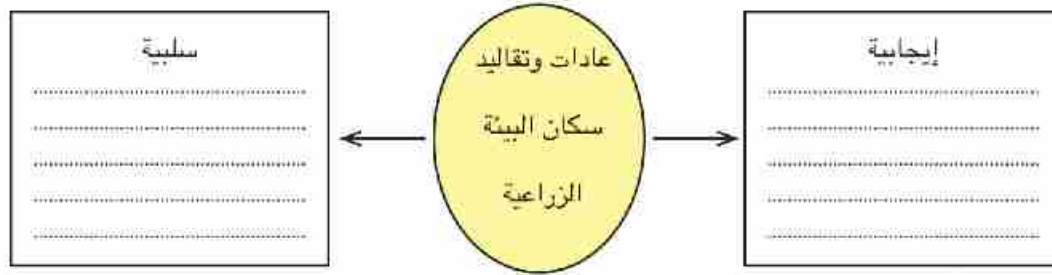 إيجابية
عادات وتقاليد
سكان البيئة
الزراعية
سلبية